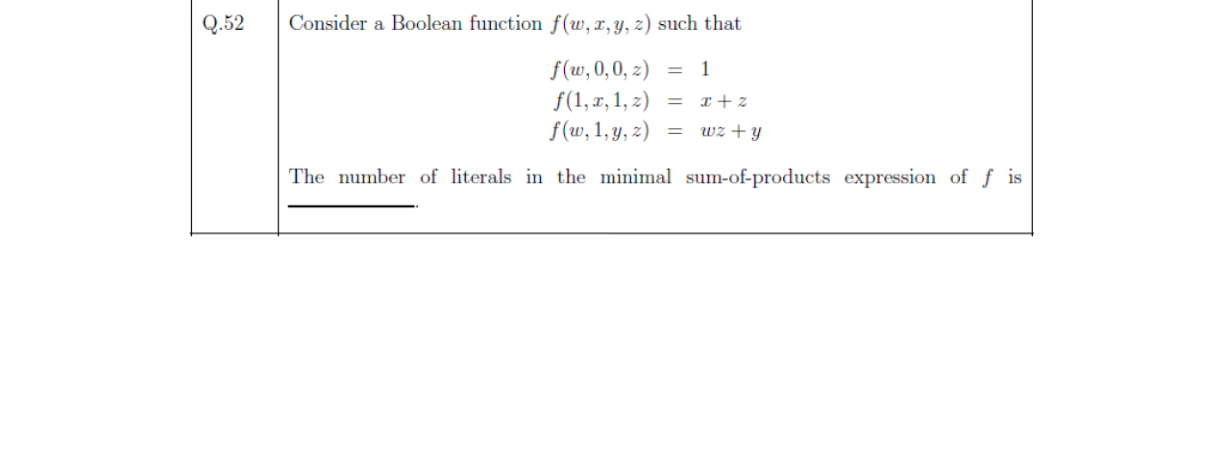 Q.52 Consider a Boolean function f(w, x, y, z) such that
f(w, 0, 0, z) = 1
f(1, x, 1, z) = x + z
f(w, 1, y, z) = wz + y
The number of literals in the minimal sum-of-products expression of f is
.